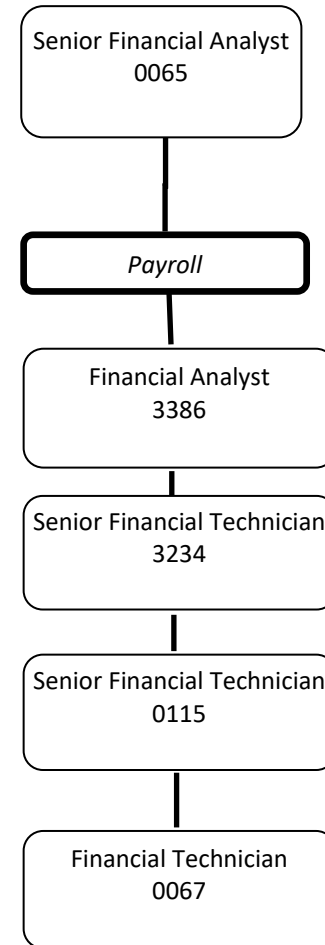 Senior Financial Analyst
0065
Payroll
Financial Analyst
3386
Senior Financial Technician
3234
Senior Financial Technician
0115
Financial Technician
0067